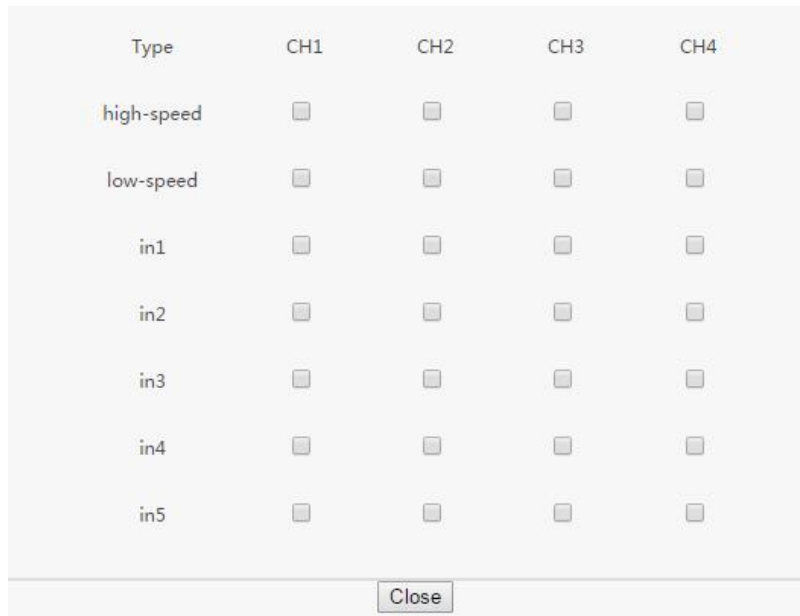 Type CH1 CH2 CH3 CH4
high-speed
low-speed
in1
in2
in3
in4
in5
Close